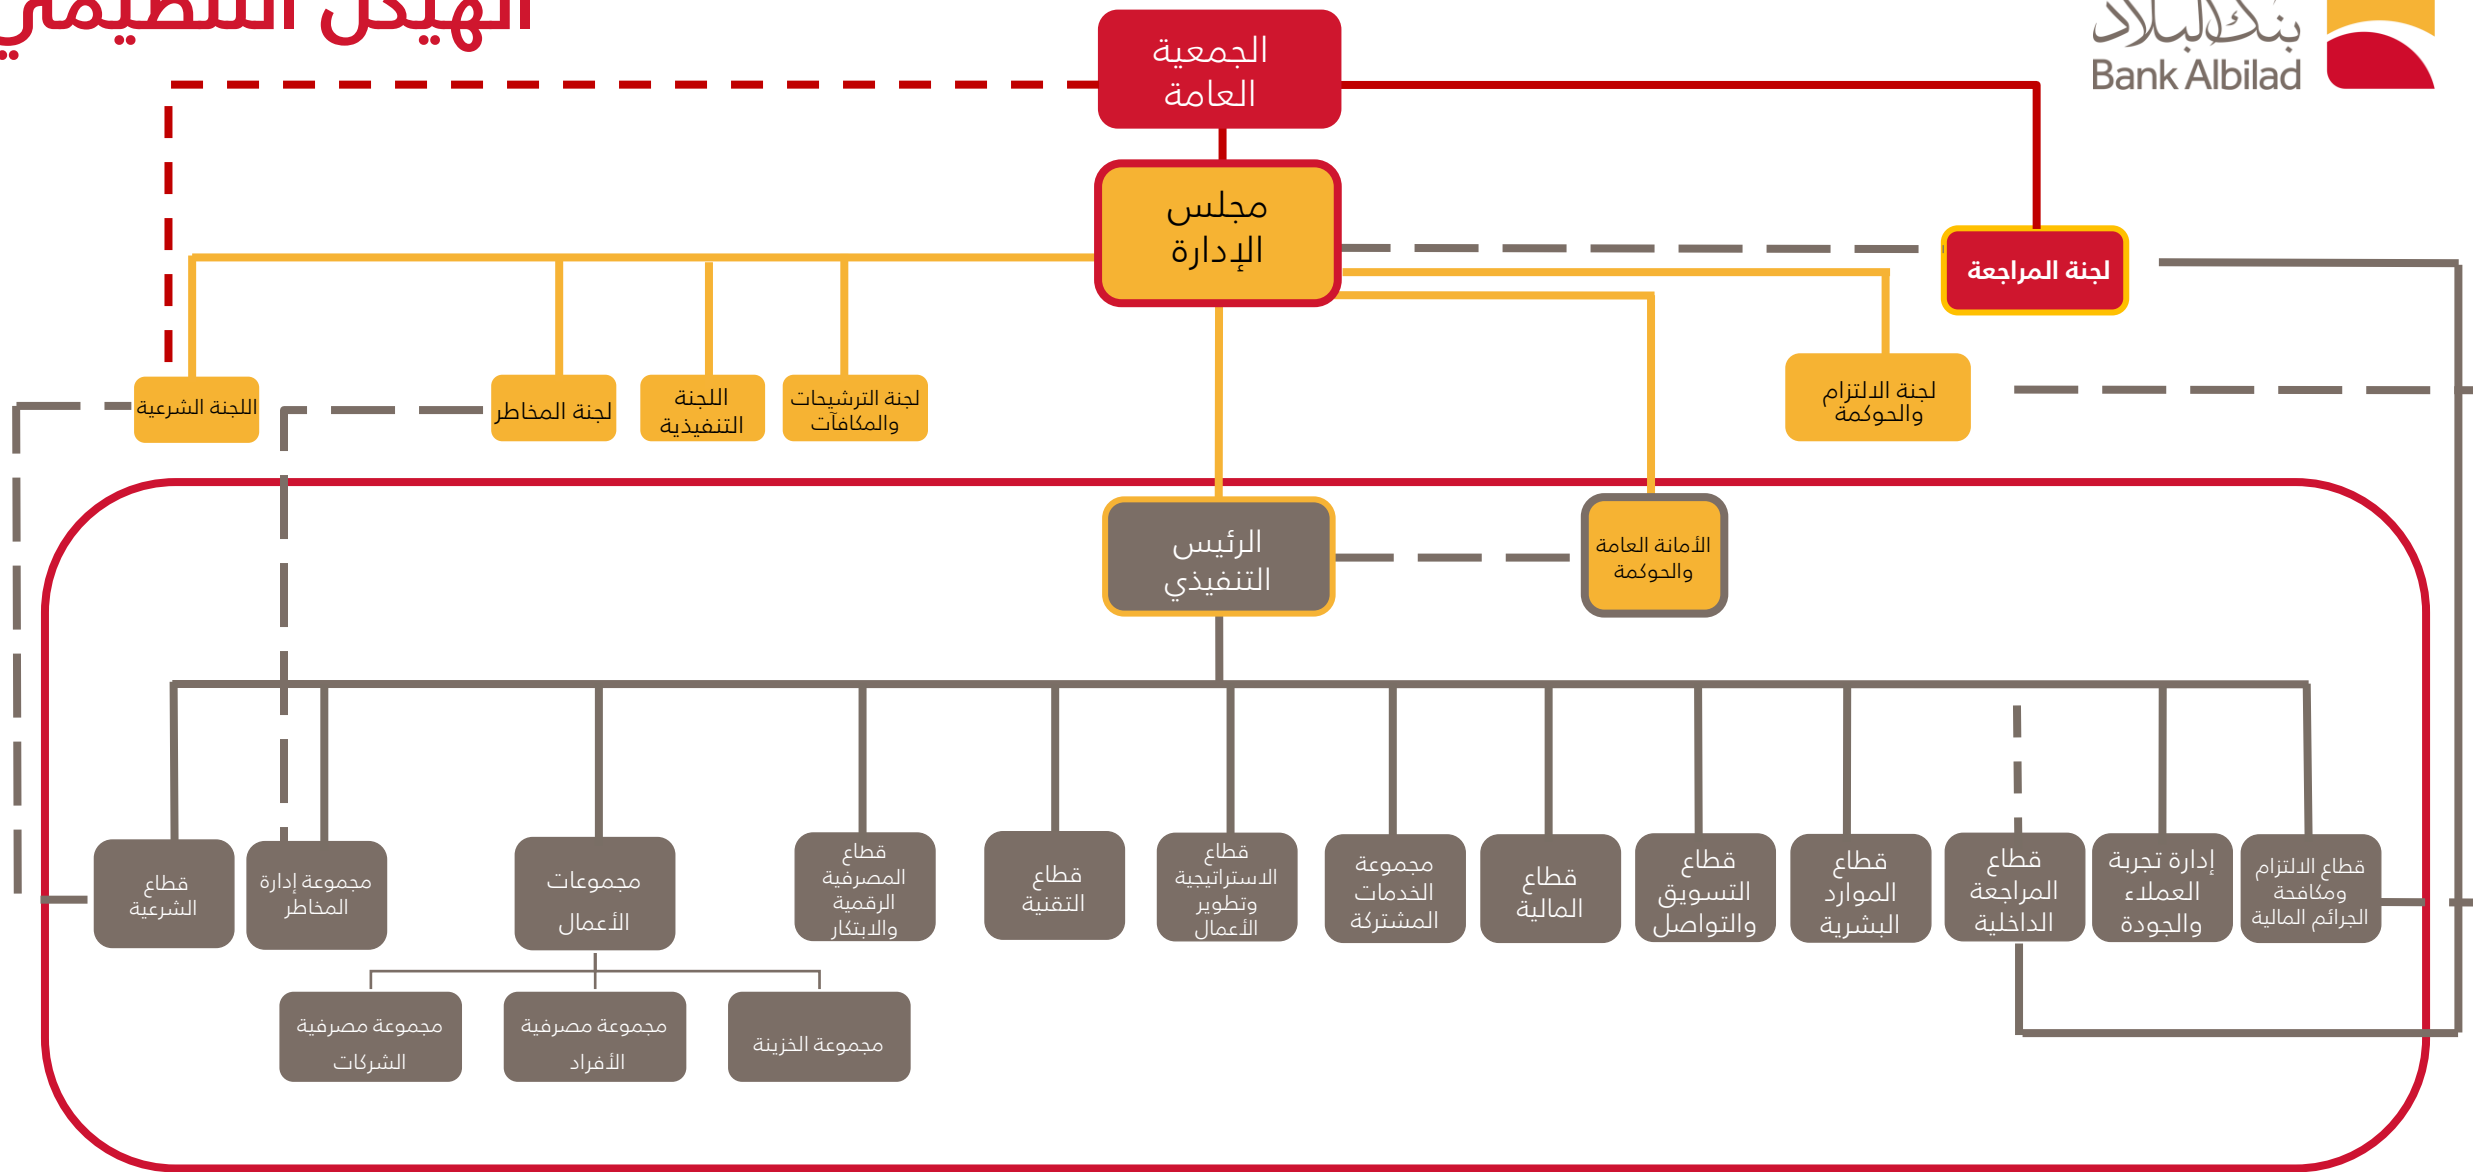 الهيكل التنظيمي
بنك البلاد
Bank Albilad
الجمعية
العامة
مجلس
الإدارة
لجنة المراجعة
لجنة الالتزام
والحوكمة
لجنة الترشيحات
والمكافآت
اللجنة
التنفيذية
لجنة المخاطر
اللجنة الشرعية
الرئيس
التنفيذي
الأمانة العامة
والحوكمة
قطاع الالتزام
ومكافحة
الجرائم المالية
إدارة تجربة
العملاء
والجودة
قطاع
المراجعة
الداخلية
قطاع
الموارد
البشرية
قطاع
التسويق
والتواصل
قطاع
المالية
مجموعة
الخدمات
المشتركة
قطاع
الاستراتيجية
وتطوير
الأعمال
قطاع
التقنية
قطاع
المصرفية
الرقمية
والابتكار
مجموعات
الأعمال
مجموعة إدارة
المخاطر
قطاع
الشرعية
مجموعة الخزينة
مجموعة مصرفية
الأفراد
مجموعة مصرفية
الشركات